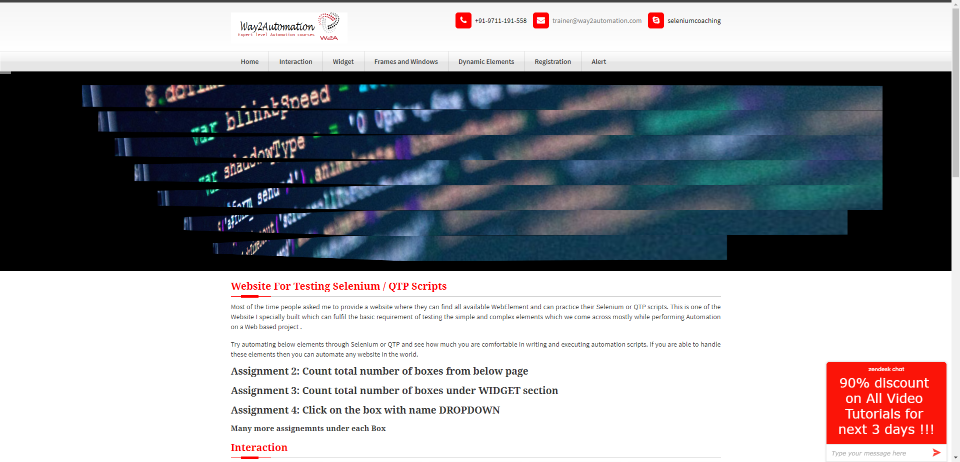 Way2Automation
Expert level Automation courses
W2A
+91-9711-191-558
trainer@way2automation.com
seleniumcoaching
Home
Interaction
Widget
Frames and Windows
Dynamic Elements
Registration
Alert
var blinkSpeed
var shadowType
Website For Testing Selenium / QTP Scripts
Most of the time people asked me to provide a website where they can find all available WebElement and can practice their Selenium or QTP scripts. This is one of the
Website I specially built which can fulfil the basic requirement of testing the simple and complex elements which we come across mostly while performing Automation
on a Web based project .
Try automating below elements through Selenium or QTP and see how much you are comfortable in writing and executing automation scripts. If you are able to handle
these elements then you can automate any website in the world.
Assignment 2: Count total number of boxes from below page
Assignment 3: Count total number of boxes under WIDGET section
Assignment 4: Click on the box with name DROPDOWN
Many more assignemnts under each Box
Interaction
zendesk chat
90% discount
on All Video
Tutorials for
next 3 days !!!
Type your message here